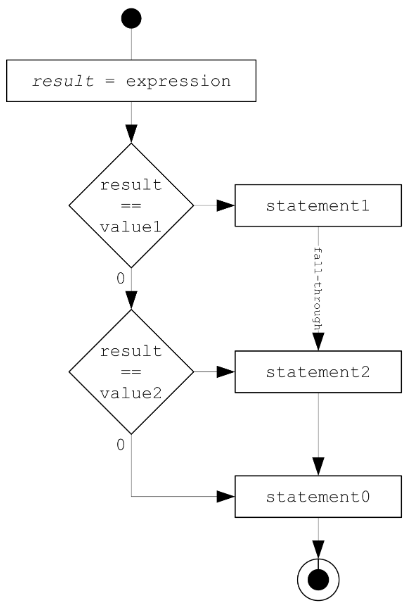 result = expression
result
==
value1
statement1
0
fall-through
result
==
value2
statement2
0
statement0